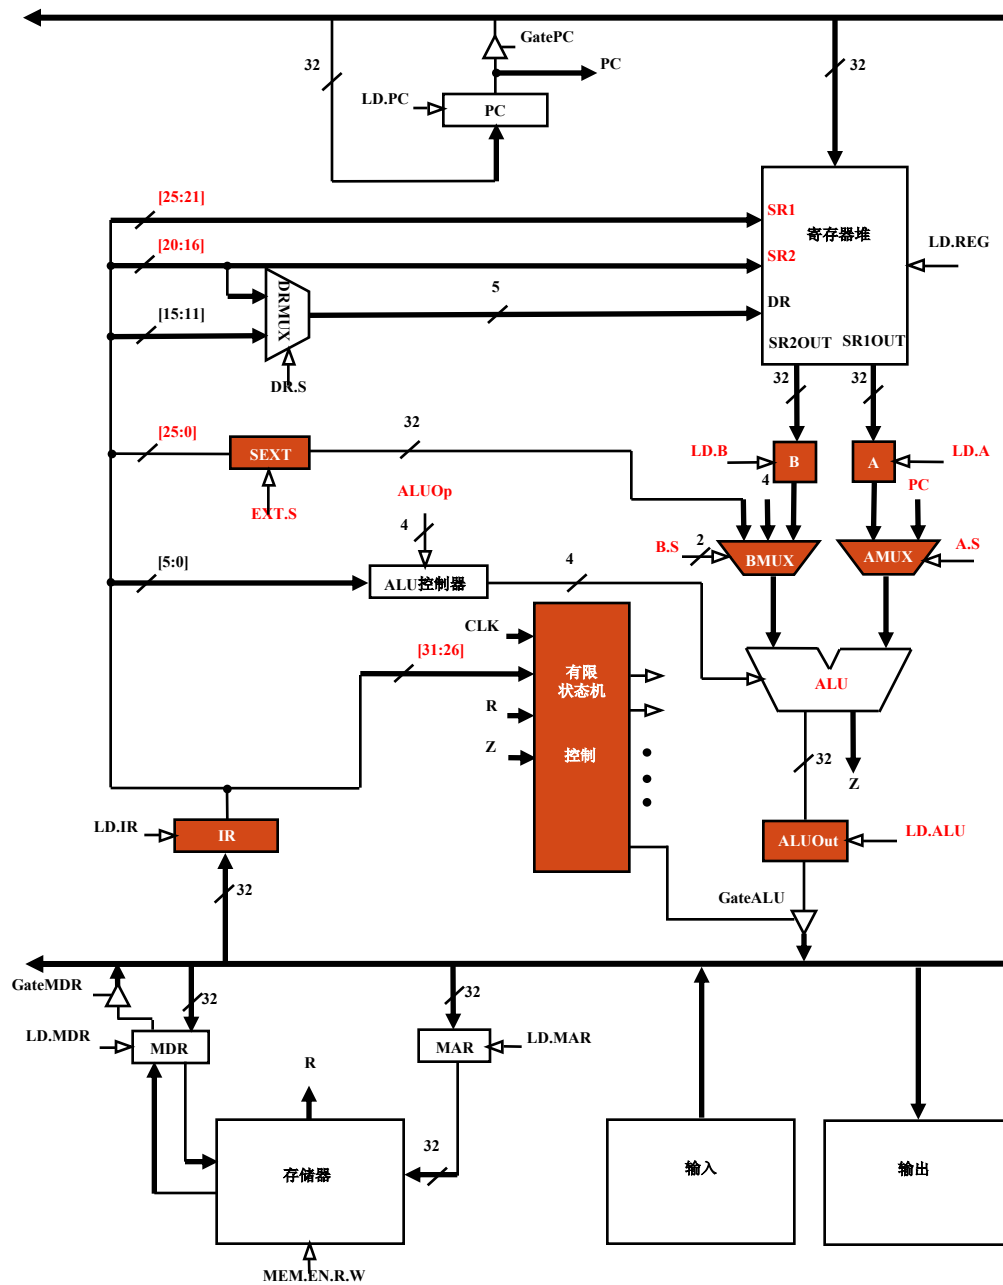 GatePC
32
PC
32
LD.PC
PC
[25:21]
SR1
寄存器堆
LD.REG
[20:16]
SR2
DRMUX
5
DR
[15:11]
SR2OUT
SR1OUT
DR.S
32
32
[25:0]
32
SEXT
LD.B
B
A
LD.A
4
PC
EXT.S
ALUOp
4
B.S
2
BMUX
AMUX
A.S
[5:0]
ALU控制器
4
CLK
[31:26]
有限
状态机
ALU
R
Z
控制
32
Z
LD.IR
IR
ALUOut
LD.ALU
32
GateALU
GateMDR
32
32
LD.MDR
MDR
MAR
LD.MAR
R
32
存储器
输入
输出
MEM.EN.R.W